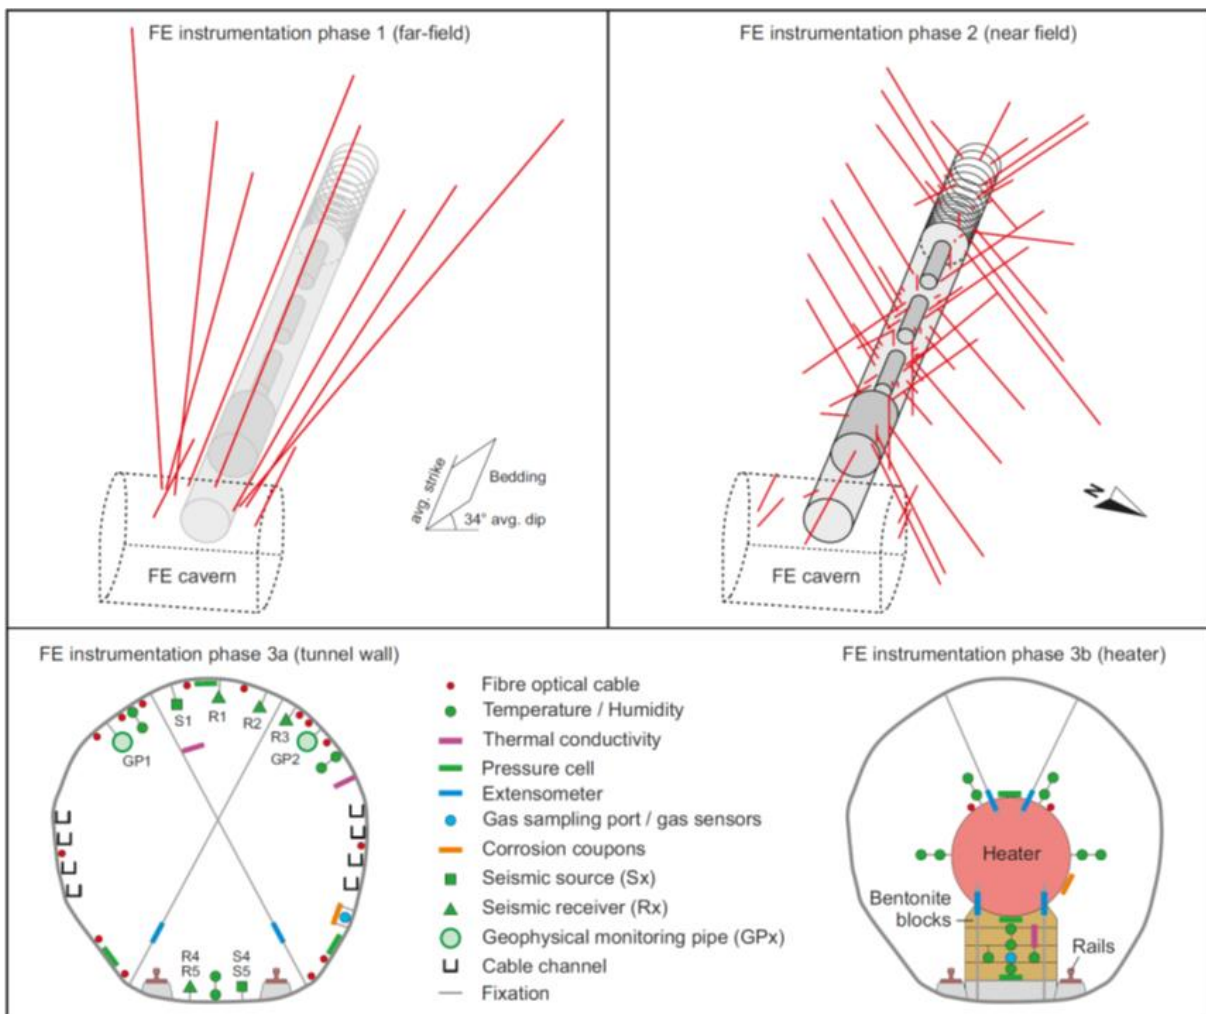 FE instrumentation phase 1 (far-field)
avg. strike
Bedding
34° avg. dip
FE cavern
FE instrumentation phase 2 (near field)
N
FE cavern
FE instrumentation phase 3a (tunnel wall)
S1
R1
R2
R3
GP1
GP2
R4
R5
S4
S5
Fibre optical cable
Temperature / Humidity
Thermal conductivity
Pressure cell
Extensometer
Gas sampling port / gas sensors
Corrosion coupons
Seismic source (Sx)
Seismic receiver (Rx)
Geophysical monitoring pipe (GPx)
Cable channel
Fixation
FE instrumentation phase 3b (heater)
Heater
Bentonite
blocks
Rails